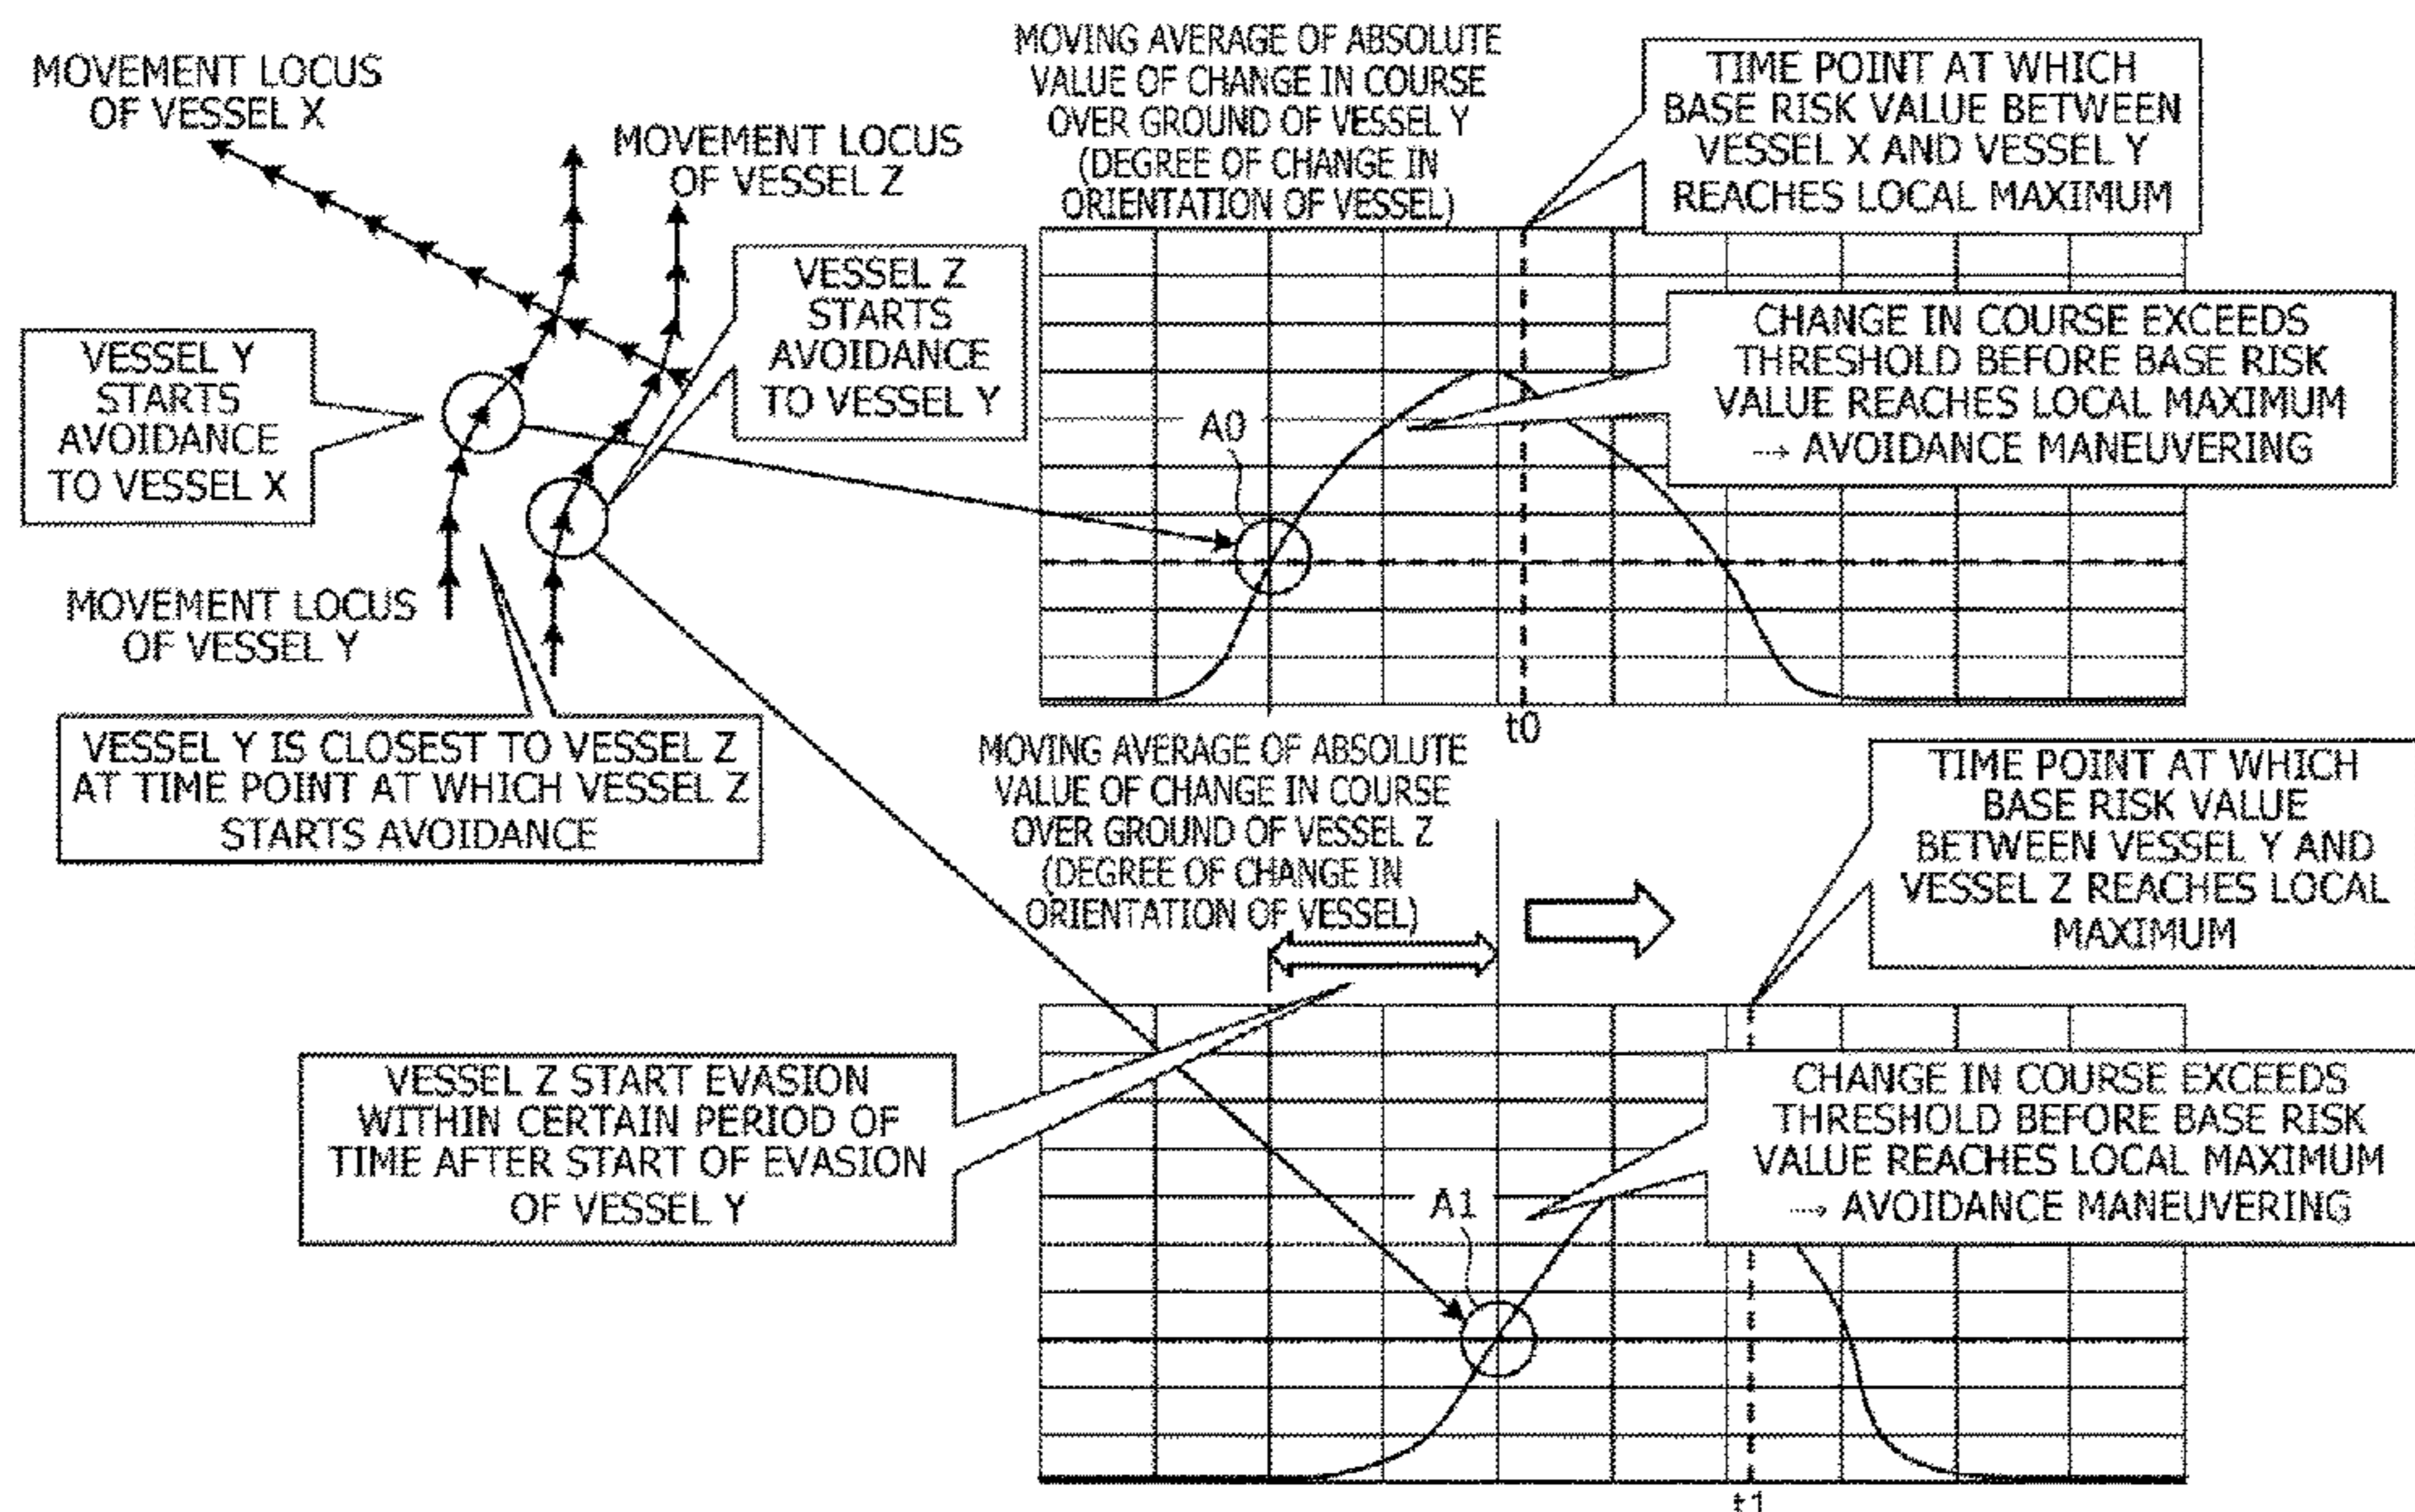 MOVEMENT LOCUS
OF VESSEL X
MOVEMENT LOCUS
OF VESSEL Z
VESSEL Z
STARTS
AVOIDANCE
TO VESSEL Y
VESSEL Y
STARTS
AVOIDANCE
TO VESSEL X
MOVEMENT LOCUS
OF VESSEL Y
VESSEL Y IS CLOSEST TO VESSEL Z
AT TIME POINT AT WHICH VESSEL Z
STARTS AVOIDANCE
MOVING AVERAGE OF ABSOLUTE
VALUE OF CHANGE IN COURSE
OVER GROUND OF VESSEL Y
(DEGREE OF CHANGE IN
ORIENTATION OF VESSEL)
TIME POINT AT WHICH
BASE RISK VALUE BETWEEN
VESSEL X AND VESSEL Y
REACHES LOCAL MAXIMUM
CHANGE IN COURSE EXCEEDS
THRESHOLD BEFORE BASE RISK
VALUE REACHES LOCAL MAXIMUM
→ AVOIDANCE MANEUVERING
A0
t0
MOVING AVERAGE OF ABSOLUTE
VALUE OF CHANGE IN COURSE
OVER GROUND OF VESSEL Z
(DEGREE OF CHANGE IN
ORIENTATION OF VESSEL)
TIME POINT AT WHICH
BASE RISK VALUE
BETWEEN VESSEL Y AND
VESSEL Z REACHES LOCAL
MAXIMUM
VESSEL Z START EVASION
WITHIN CERTAIN PERIOD OF
TIME AFTER START OF EVASION
OF VESSEL Y
CHANGE IN COURSE EXCEEDS
THRESHOLD BEFORE BASE RISK
VALUE REACHES LOCAL MAXIMUM
→ AVOIDANCE MANEUVERING
A1
t1